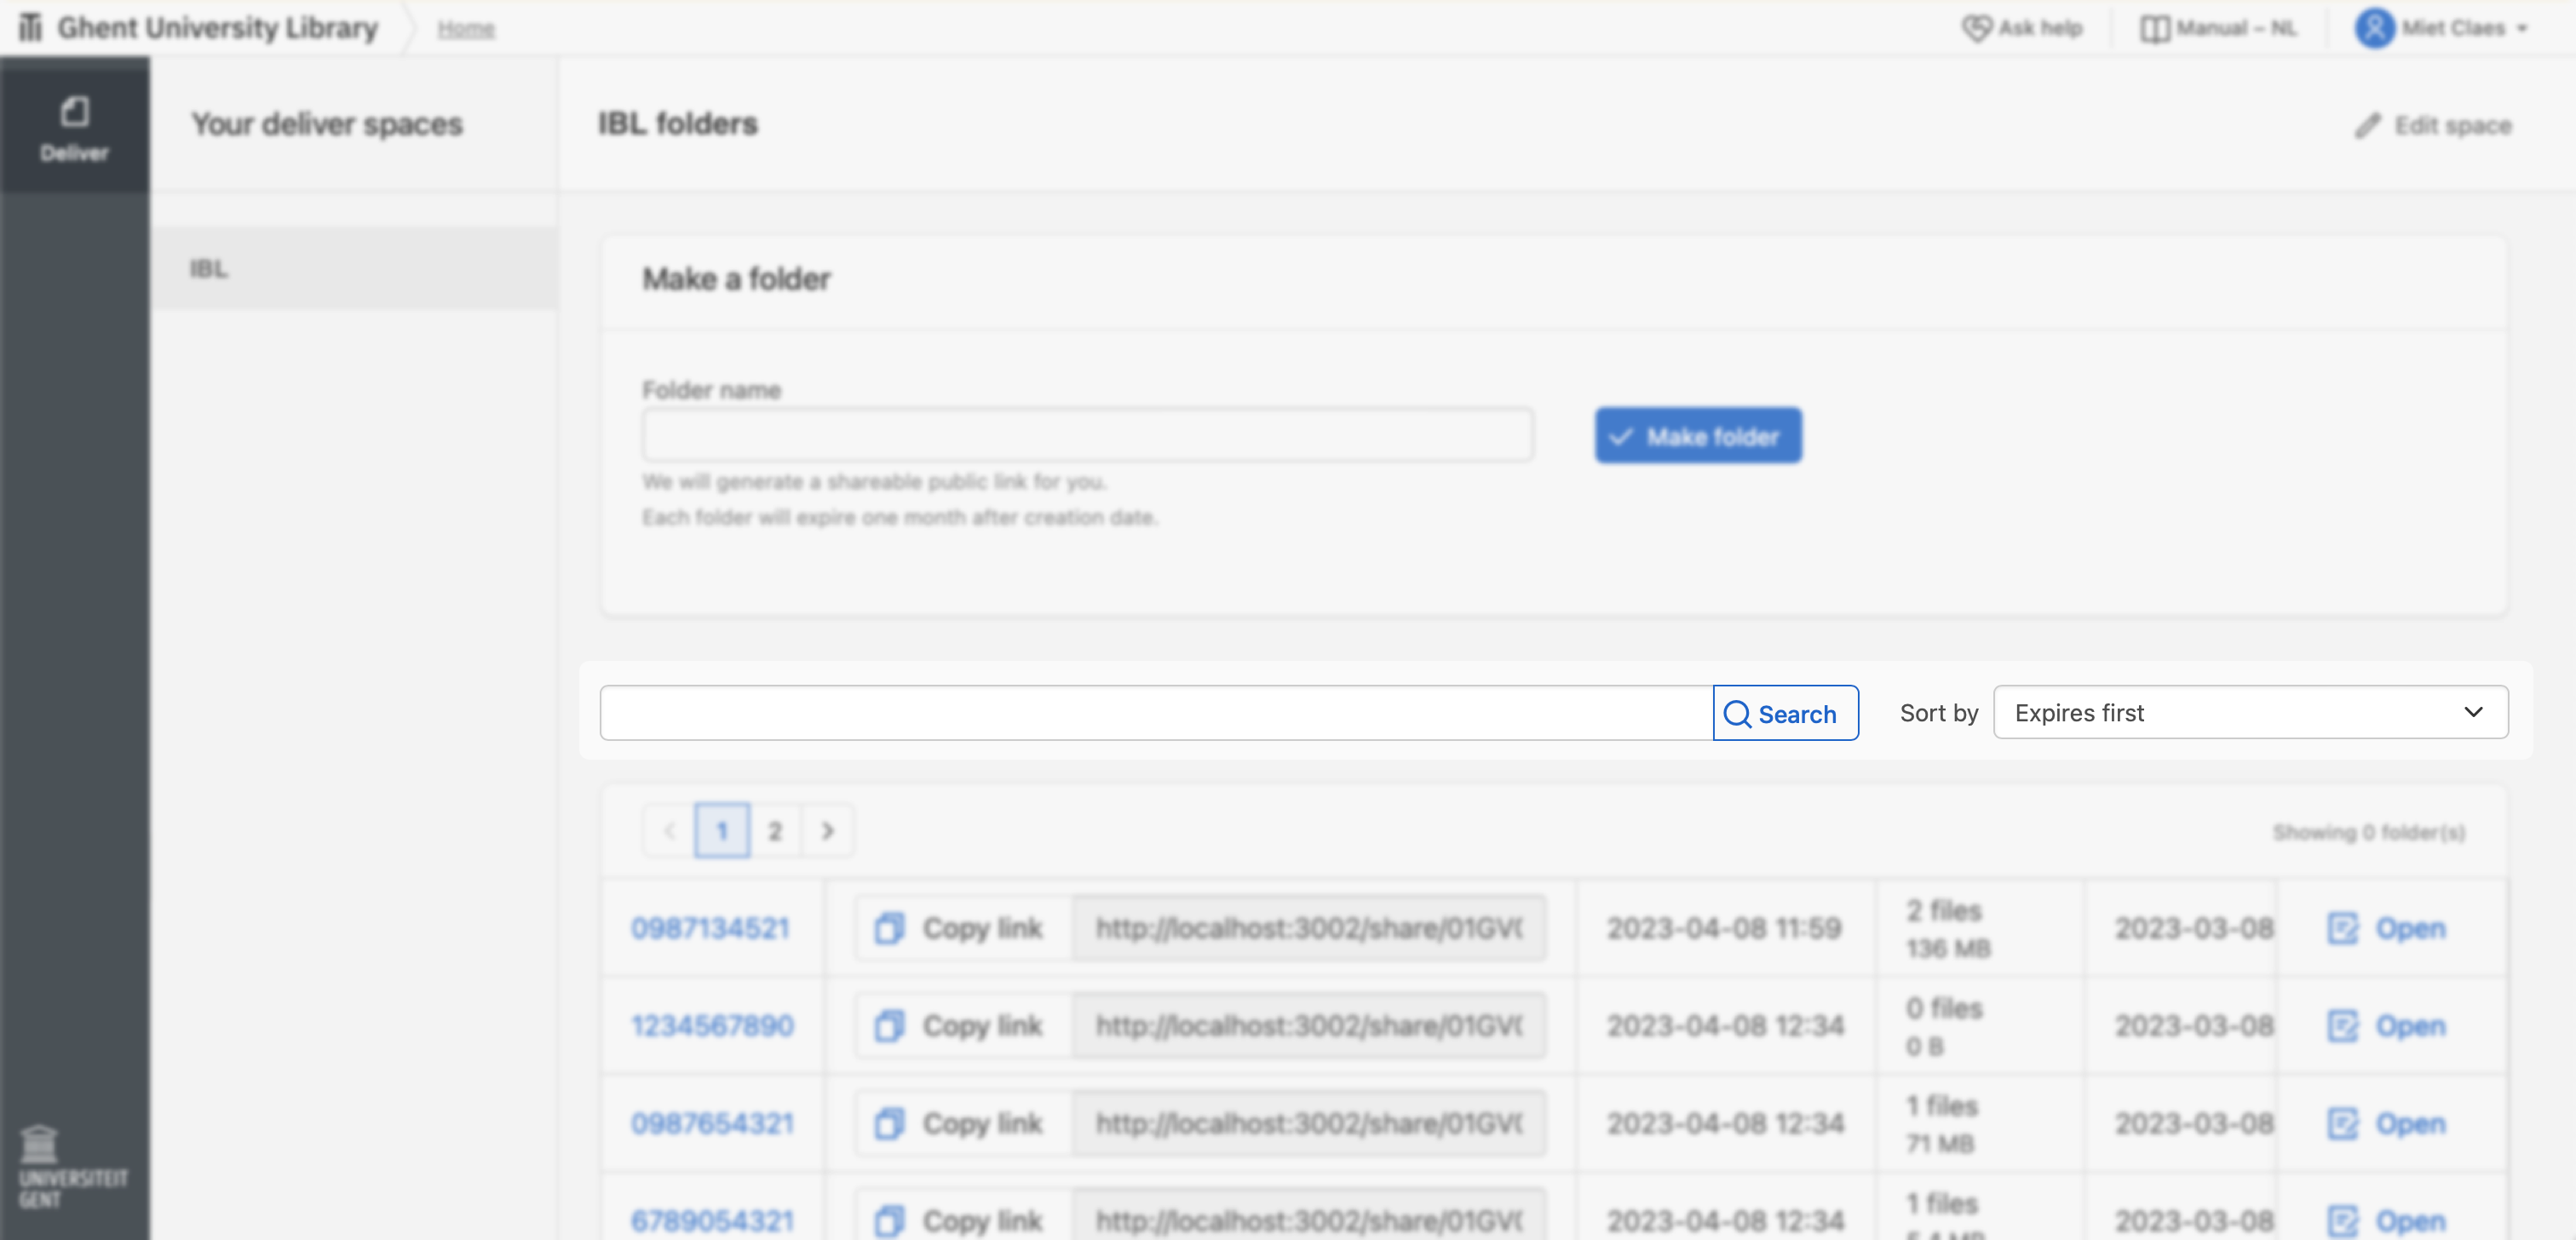 Ghent University Library
Home
Ask help
Manual – NL
Miet Claes
Deliver
Your deliver spaces
IBL folders
Edit space
IBL
Make a folder
Folder name
Make folder
We will generate a shareable public link for you.
Each folder will expire one month after creation date.
Search
Sort by
Expires first
1
2
Showing 0 folder(s)
0987134521
Copy link
http://localhost:3002/share/01GV
2023-04-08 11:59
2 files
136 MB
2023-03-08
Open
1234567890
Copy link
http://localhost:3002/share/01GV
2023-04-08 12:34
0 files
0 B
2023-03-08
Open
0987654321
Copy link
http://localhost:3002/share/01GV
2023-04-08 12:34
1 files
71 MB
2023-03-08
Open
6789054321
Copy link
http://localhost:3002/share/01GV
2023-04-08 12:34
1 files
2023-03-08
Open
UNIVERSITEIT
GENT